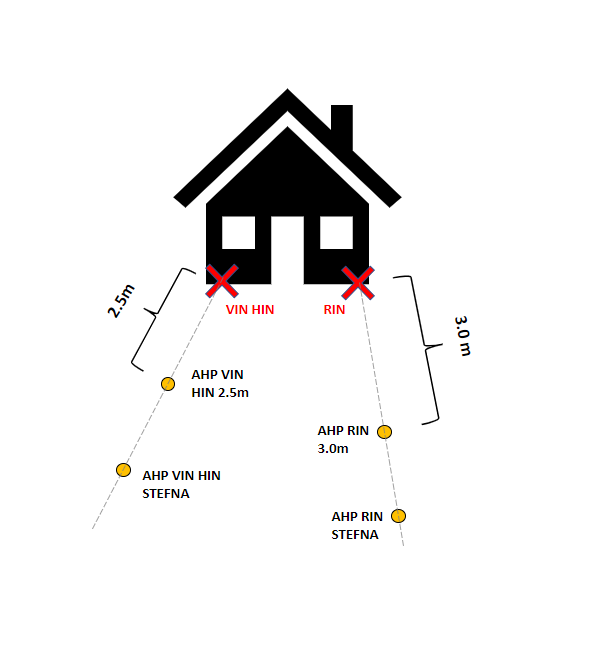 2.5m
VIN HIN
RIN
3.0 m
AHP VIN
HIN 2.5m
AHP RIN
3.0m
AHP VIN HIN
STEFNA
AHP RIN
STEFNA